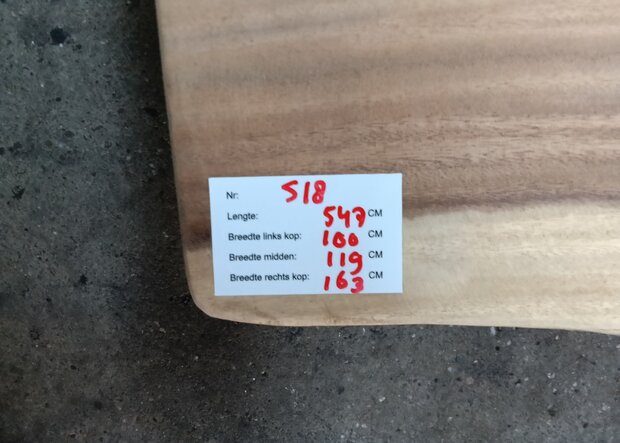 Nr: 518
Lengte: 547 CM
Breedte links kop: 100 CM
Breedte midden: 119 CM
Breedte rechts kop: 163 CM